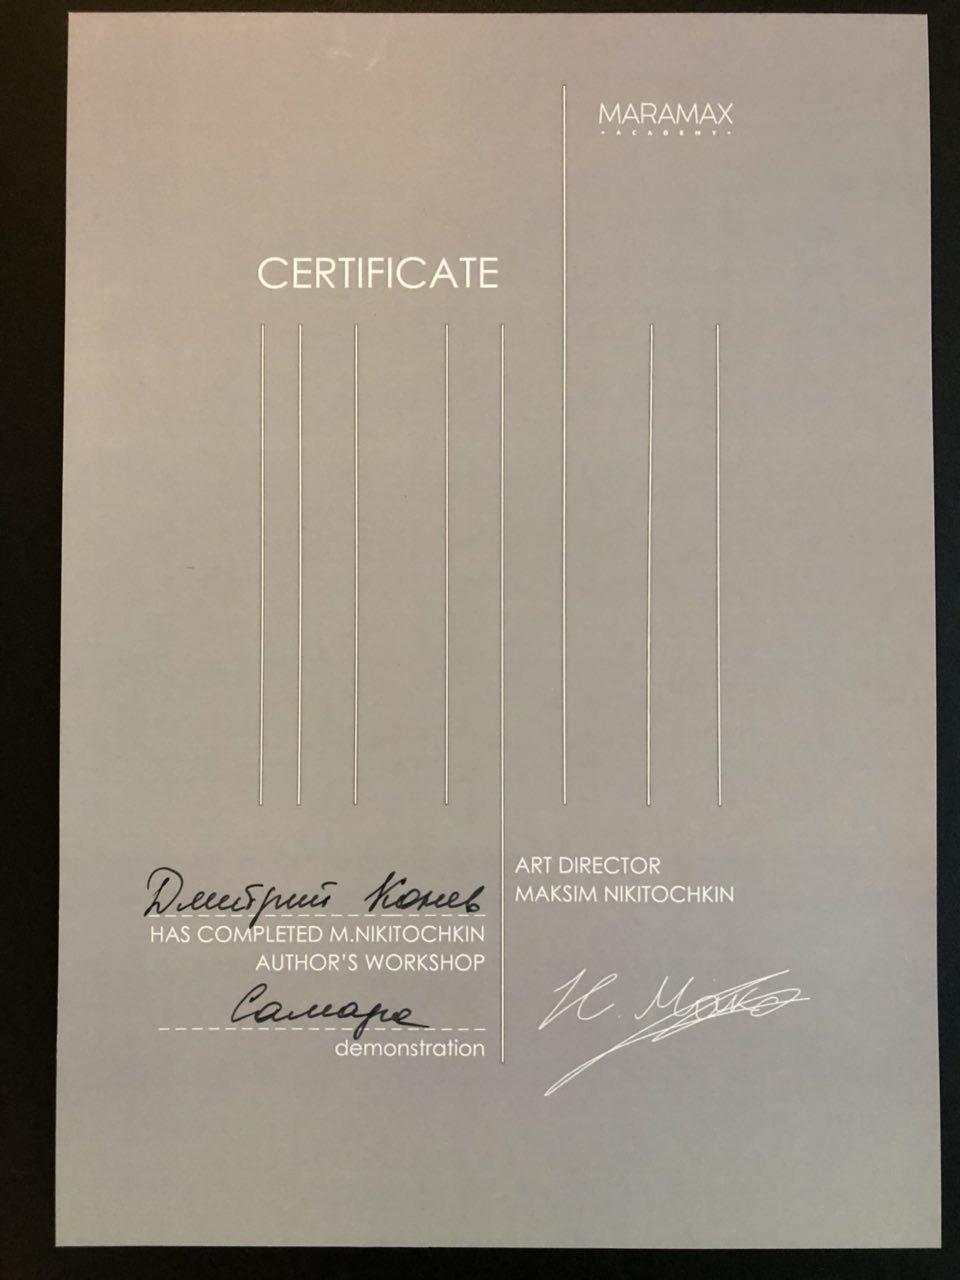 MARAMAX
• ACADEMY •
CERTIFICATE
Дмитрий Конев
HAS COMPLETED M.NIKITOCHKIN
AUTHOR'S WORKSHOP
Самара
demonstration
ART DIRECTOR
MAKSIM NIKITOCHKIN